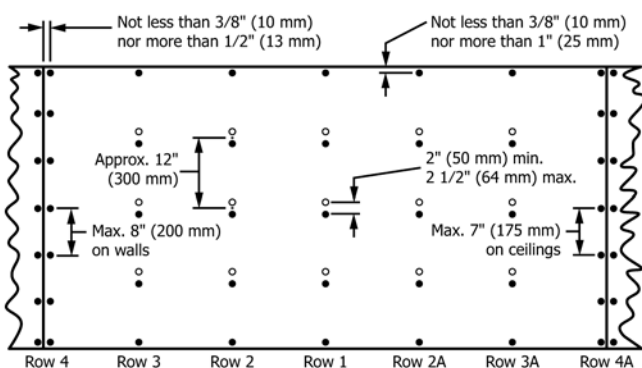 Not less than 3/8" (10 mm)
nor more than 1/2" (13 mm)
Not less than 3/8" (10 mm)
nor more than 1" (25 mm)
Approx. 12"
(300 mm)
2" (50 mm) min.
2 1/2" (64 mm) max.
Max. 8" (200 mm)
on walls
Max. 7" (175 mm)
on ceilings
Row 4 Row 3 Row 2 Row 1 Row 2A Row 3A Row 4A